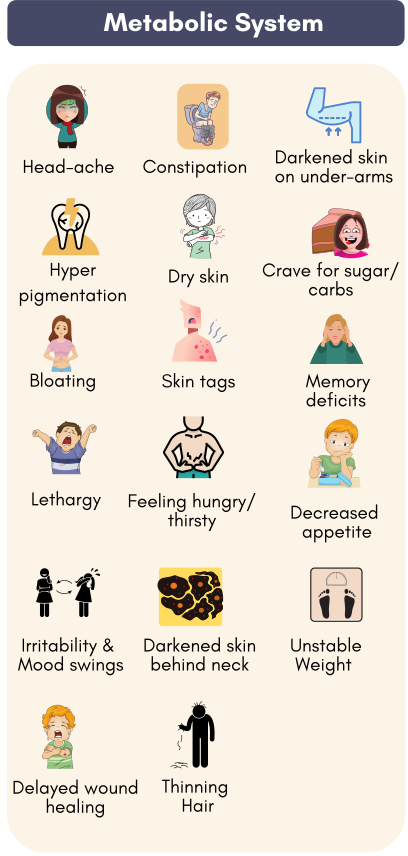 Metabolic System
Head-ache
Constipation
Darkened skin
on under-arms
Hyper
pigmentation
Dry skin
Crave for sugar/
carbs
Bloating
Skin tags
Memory
deficits
Lethargy
Feeling hungry/
thirsty
Decreased
appetite
Irritability &
Mood swings
Darkened skin
behind neck
Unstable
Weight
Delayed wound
healing
Thinning
Hair